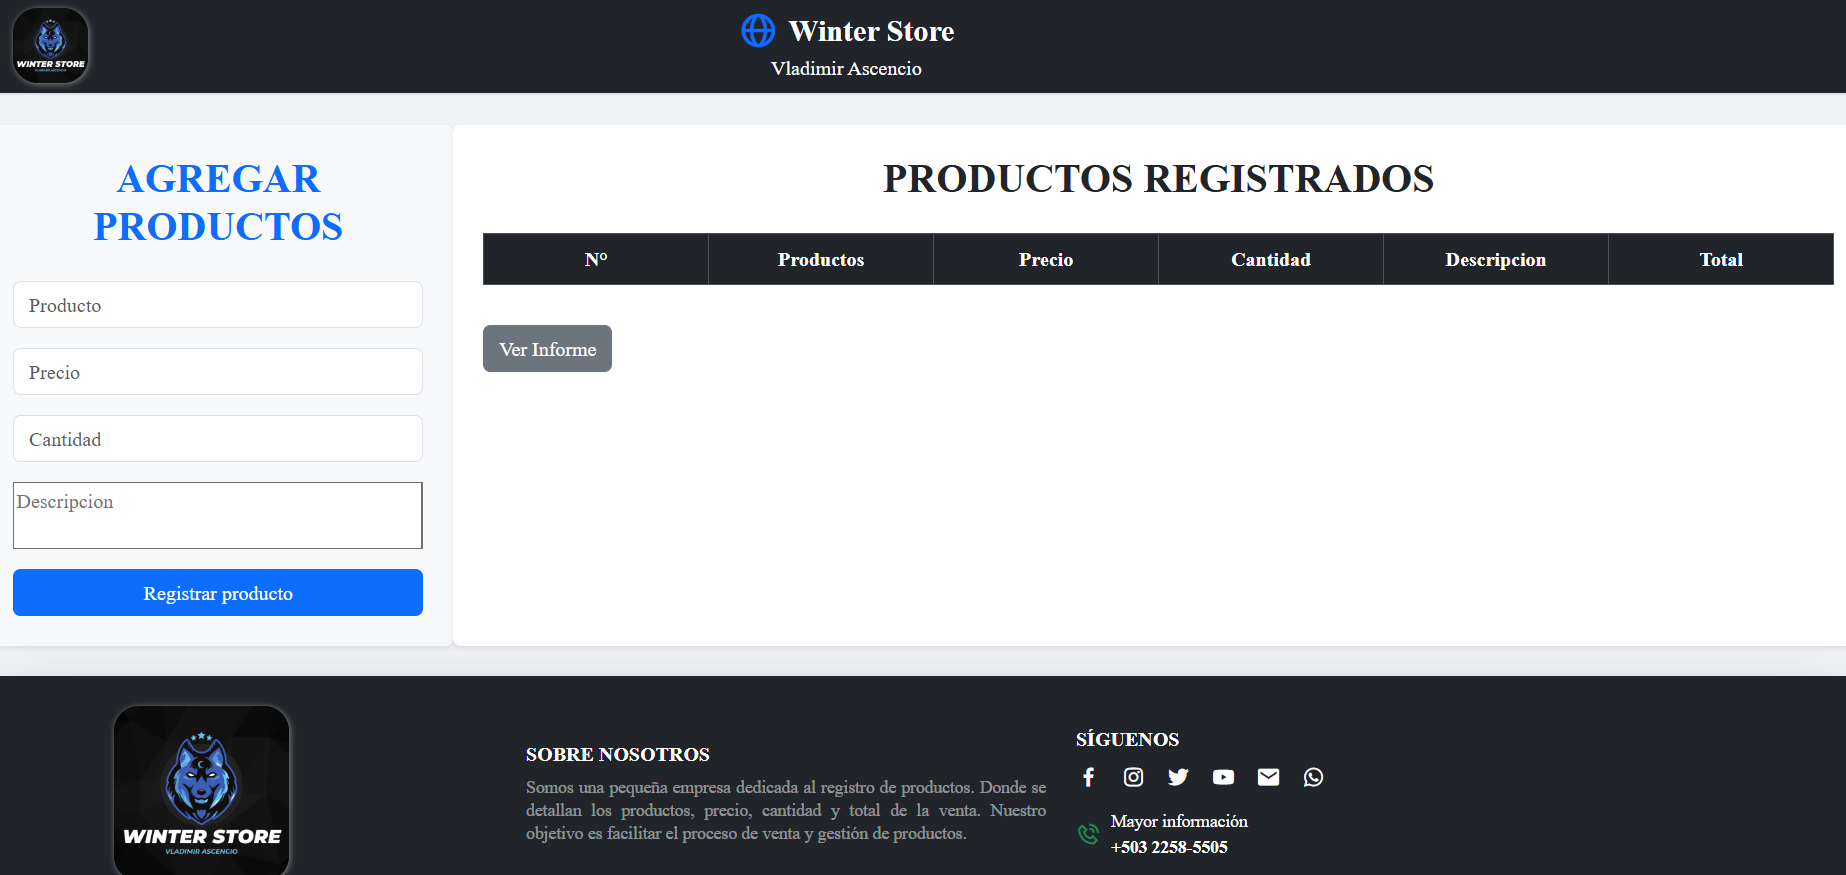 WINTER STORE
VLADIMIR ASCENCIO
Winter Store
Vladimir Ascencio
AGREGAR
PRODUCTOS
Producto
Precio
Cantidad
Descripcion
Registrar producto
PRODUCTOS REGISTRADOS
N° Productos Precio Cantidad Descripcion Total
Ver Informe
WINTER STORE
VLADIMIR ASCENCIO
SOBRE NOSOTROS
Somos una pequeña empresa dedicada al registro de productos. Donde se
detallan los productos, precio, cantidad y total de la venta. Nuestro
objetivo es facilitar el proceso de venta y gestión de productos.
SÍGUENOS
Mayor información
+503 2258-5505